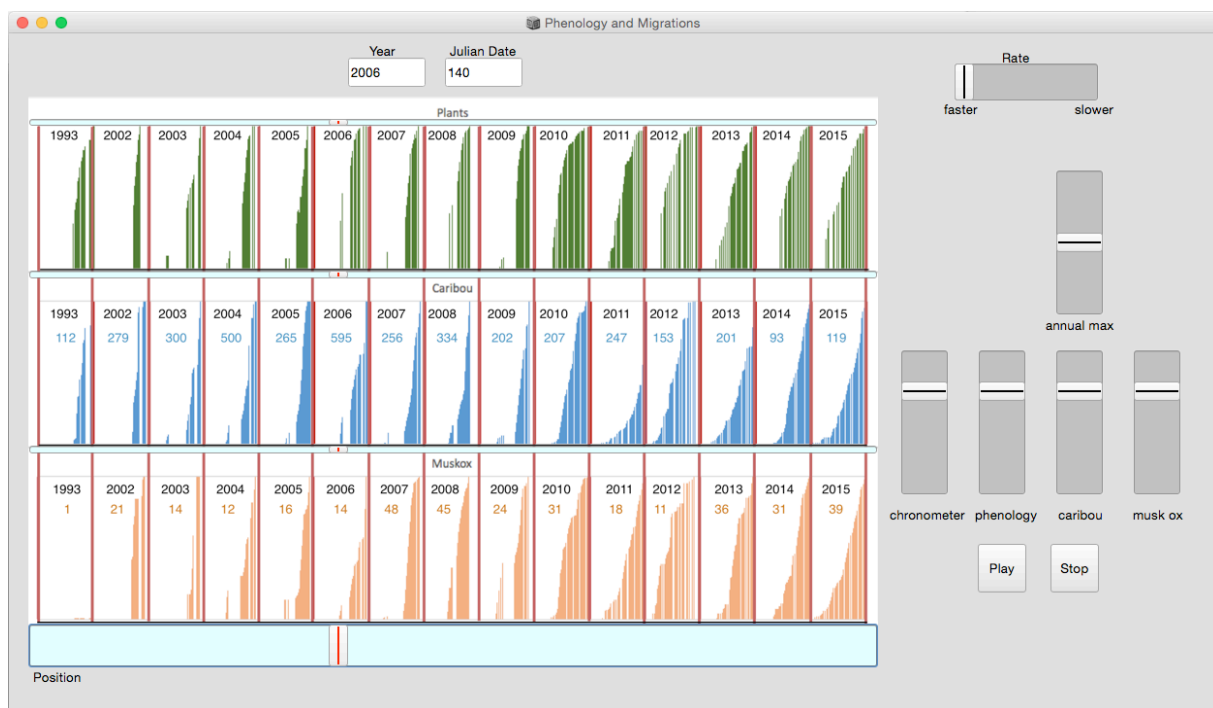 Phenology and Migrations
Year Julian Date
2006 140
Rate
faster slower
Plants
1993 2002 2003 2004 2005 2006 2007 2008 2009 2010 2011 2012 2013 2014 2015
Caribou
1993 2002 2003 2004 2005 2006 2007 2008 2009 2010 2011 2012 2013 2014 2015
112 279 300 500 265 595 256 334 202 207 247 153 201 93 119
Muskox
1993 2002 2003 2004 2005 2006 2007 2008 2009 2010 2011 2012 2013 2014 2015
1 21 14 12 16 14 48 45 24 31 18 11 36 31 39
Position
annual max
chronometer phenology caribou musk ox
Play Stop